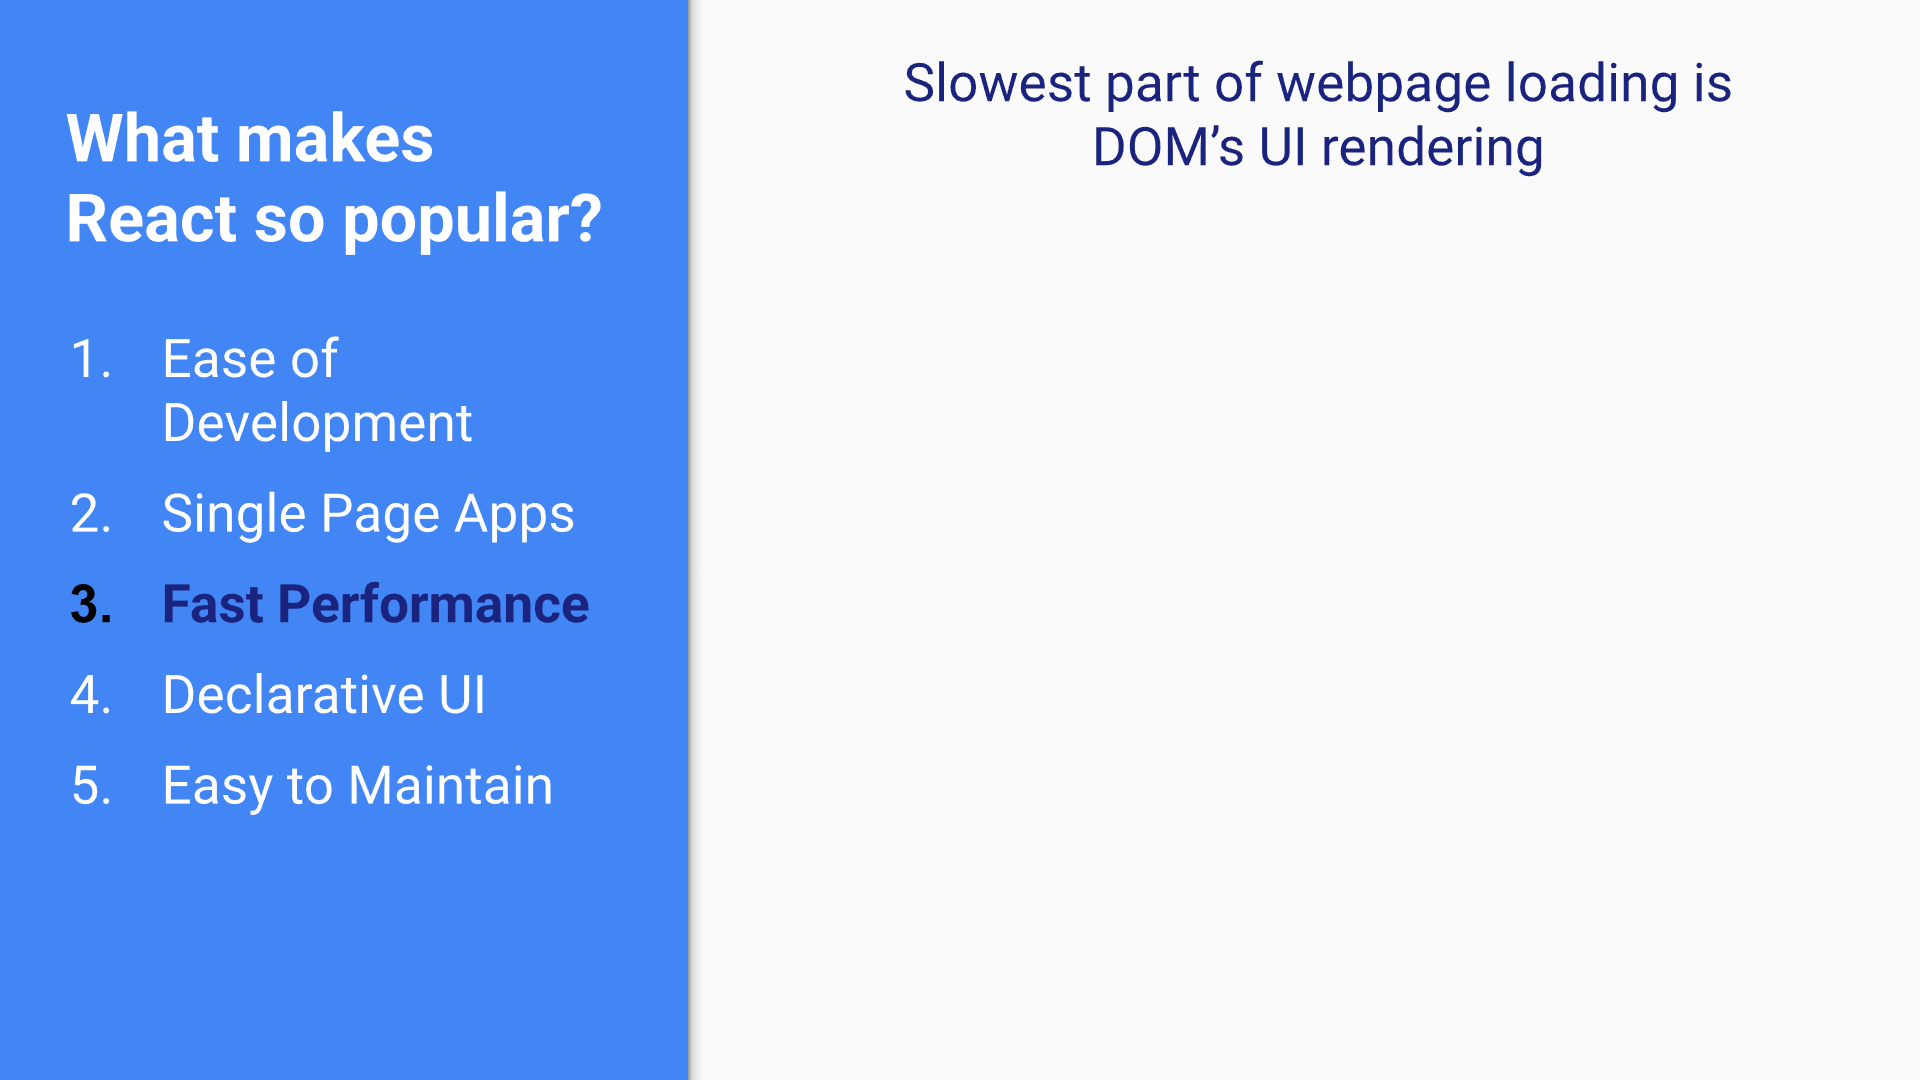 What makes
React so popular?
1. Ease of
Development
2. Single Page Apps
3. Fast Performance
4. Declarative UI
5. Easy to Maintain
Slowest part of webpage loading is
DOM’s UI rendering